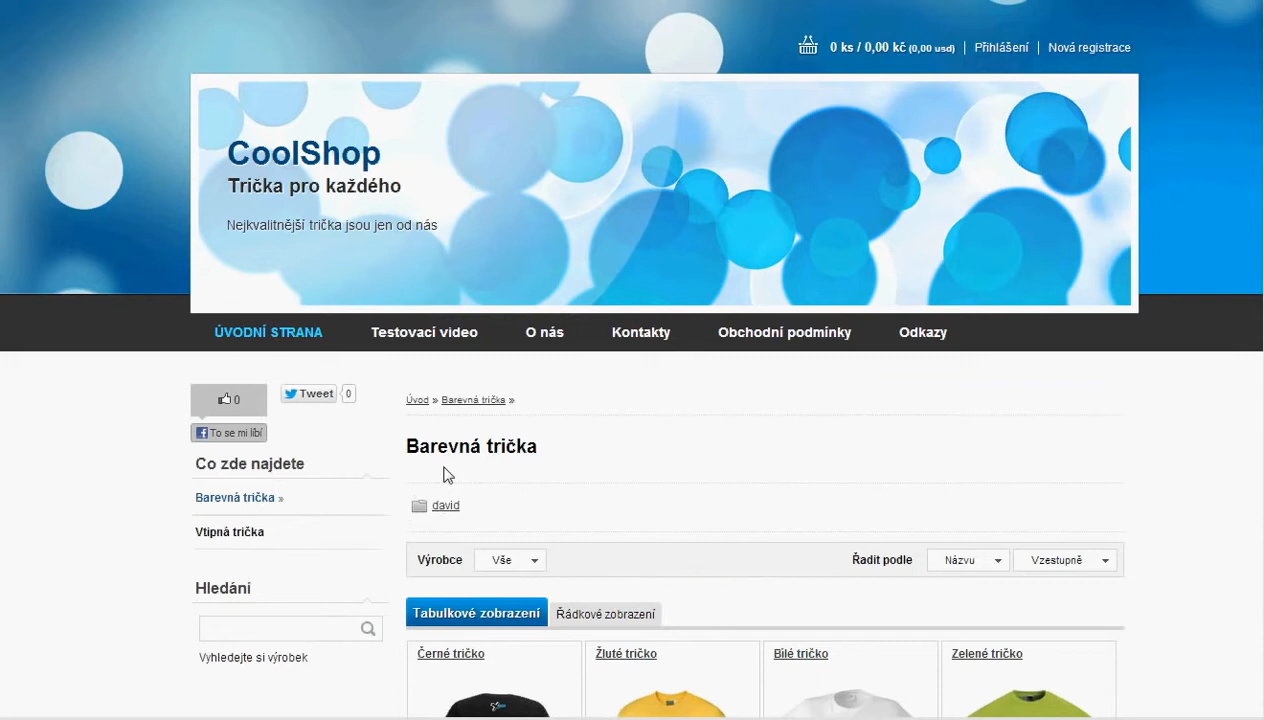 0 ks / 0,00 kč (0,00 usd) | Přihlášení | Nová registrace
CoolShop
Trička pro každého
Nejkvalitnější trička jsou jen od nás
ÚVODNÍ STRANA Testovací video O nás Kontakty Obchodní podmínky Odkazy
0 Tweet 0
To se mi líbí
Úvod » Barevná trička »
Barevná trička
Co zde najdete
Barevná trička »
Vtipná trička
david
Výrobce Vše Řadit podle Názvu Vzestupně
Hledání
Vyhledejte si výrobek
Tabulkové zobrazení Řádkové zobrazení
Černé tričko Žluté tričko Bílé tričko Zelené tričko